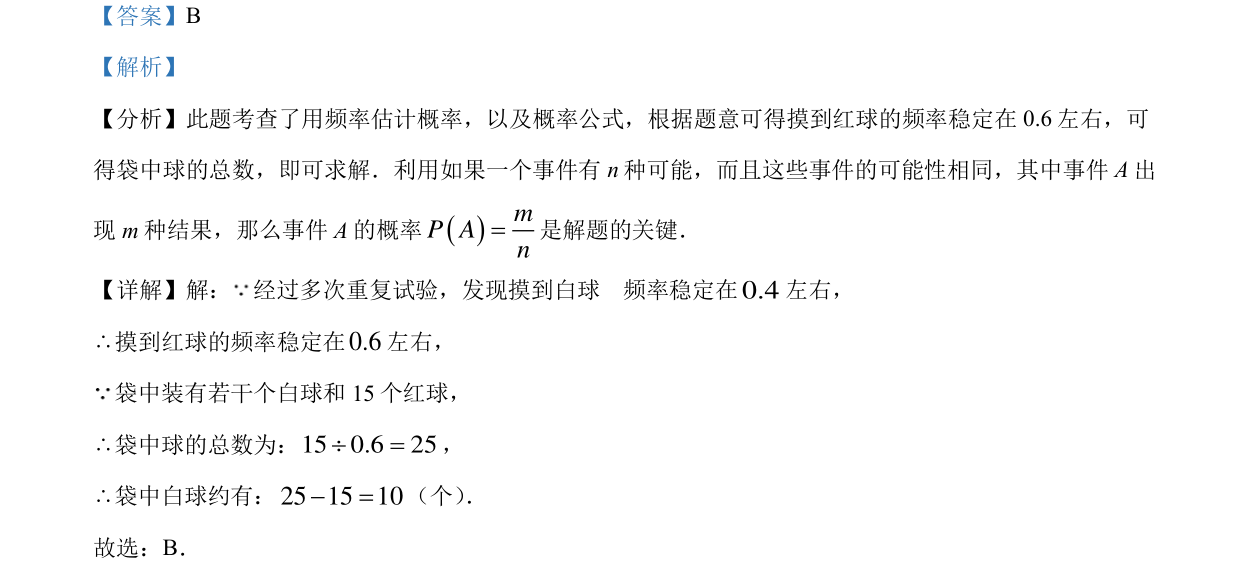 【答案】B
【解析】
【分析】此题考查了用频率估计概率，以及概率公式，根据题意可得摸到红球的频率稳定在 0.6 左右，可
得袋中球的总数，即可求解．利用如果一个事件有 n 种可能，而且这些事件的可能性相同，其中事件 A 出
现 m 种结果，那么事件 A 的概率 P(A)=m/n 是解题的关键．
【详解】解：∵经过多次重复试验，发现摸到白球 频率稳定在0.4 左右，
∴摸到红球的频率稳定在0.6 左右，
∵袋中装有若干个白球和 15 个红球，
∴袋中球的总数为：15÷0.6=25，
∴袋中白球约有：25−15=10（个）．
故选：B．